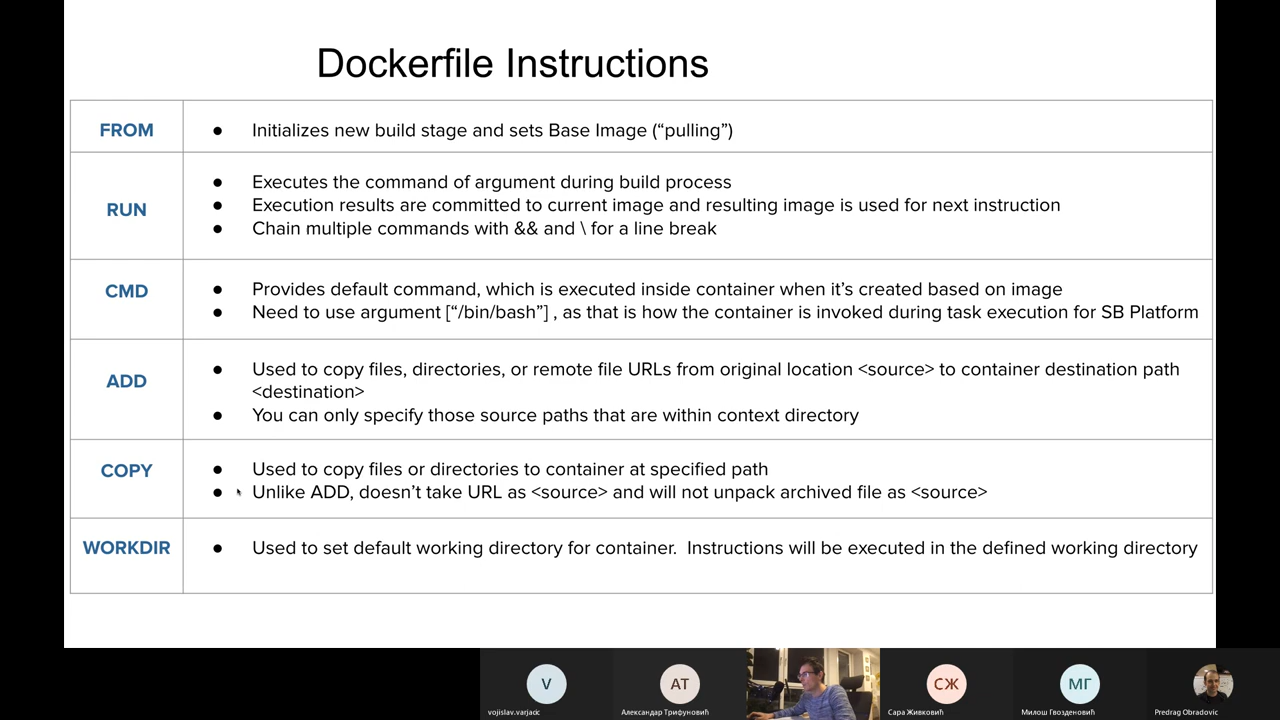 Dockerfile Instructions
FROM
● Initializes new build stage and sets Base Image (“pulling”)
RUN
● Executes the command of argument during build process
● Execution results are committed to current image and resulting image is used for next instruction
● Chain multiple commands with && and \ for a line break
CMD
● Provides default command, which is executed inside container when it’s created based on image
● Need to use argument [“/bin/bash”] , as that is how the container is invoked during task execution for SB Platform
ADD
● Used to copy files, directories, or remote file URLs from original location <source> to container destination path
<destination>
● You can only specify those source paths that are within context directory
COPY
● Used to copy files or directories to container at specified path
● Unlike ADD, doesn’t take URL as <source> and will not unpack archived file as <source>
WORKDIR
● Used to set default working directory for container.  Instructions will be executed in the defined working directory
V
AT
СЖ
МГ
vojislav.varjacic
Александар Трифуновић
Сара Живковић
Милош Гвозденовић
Predrag Obradovic